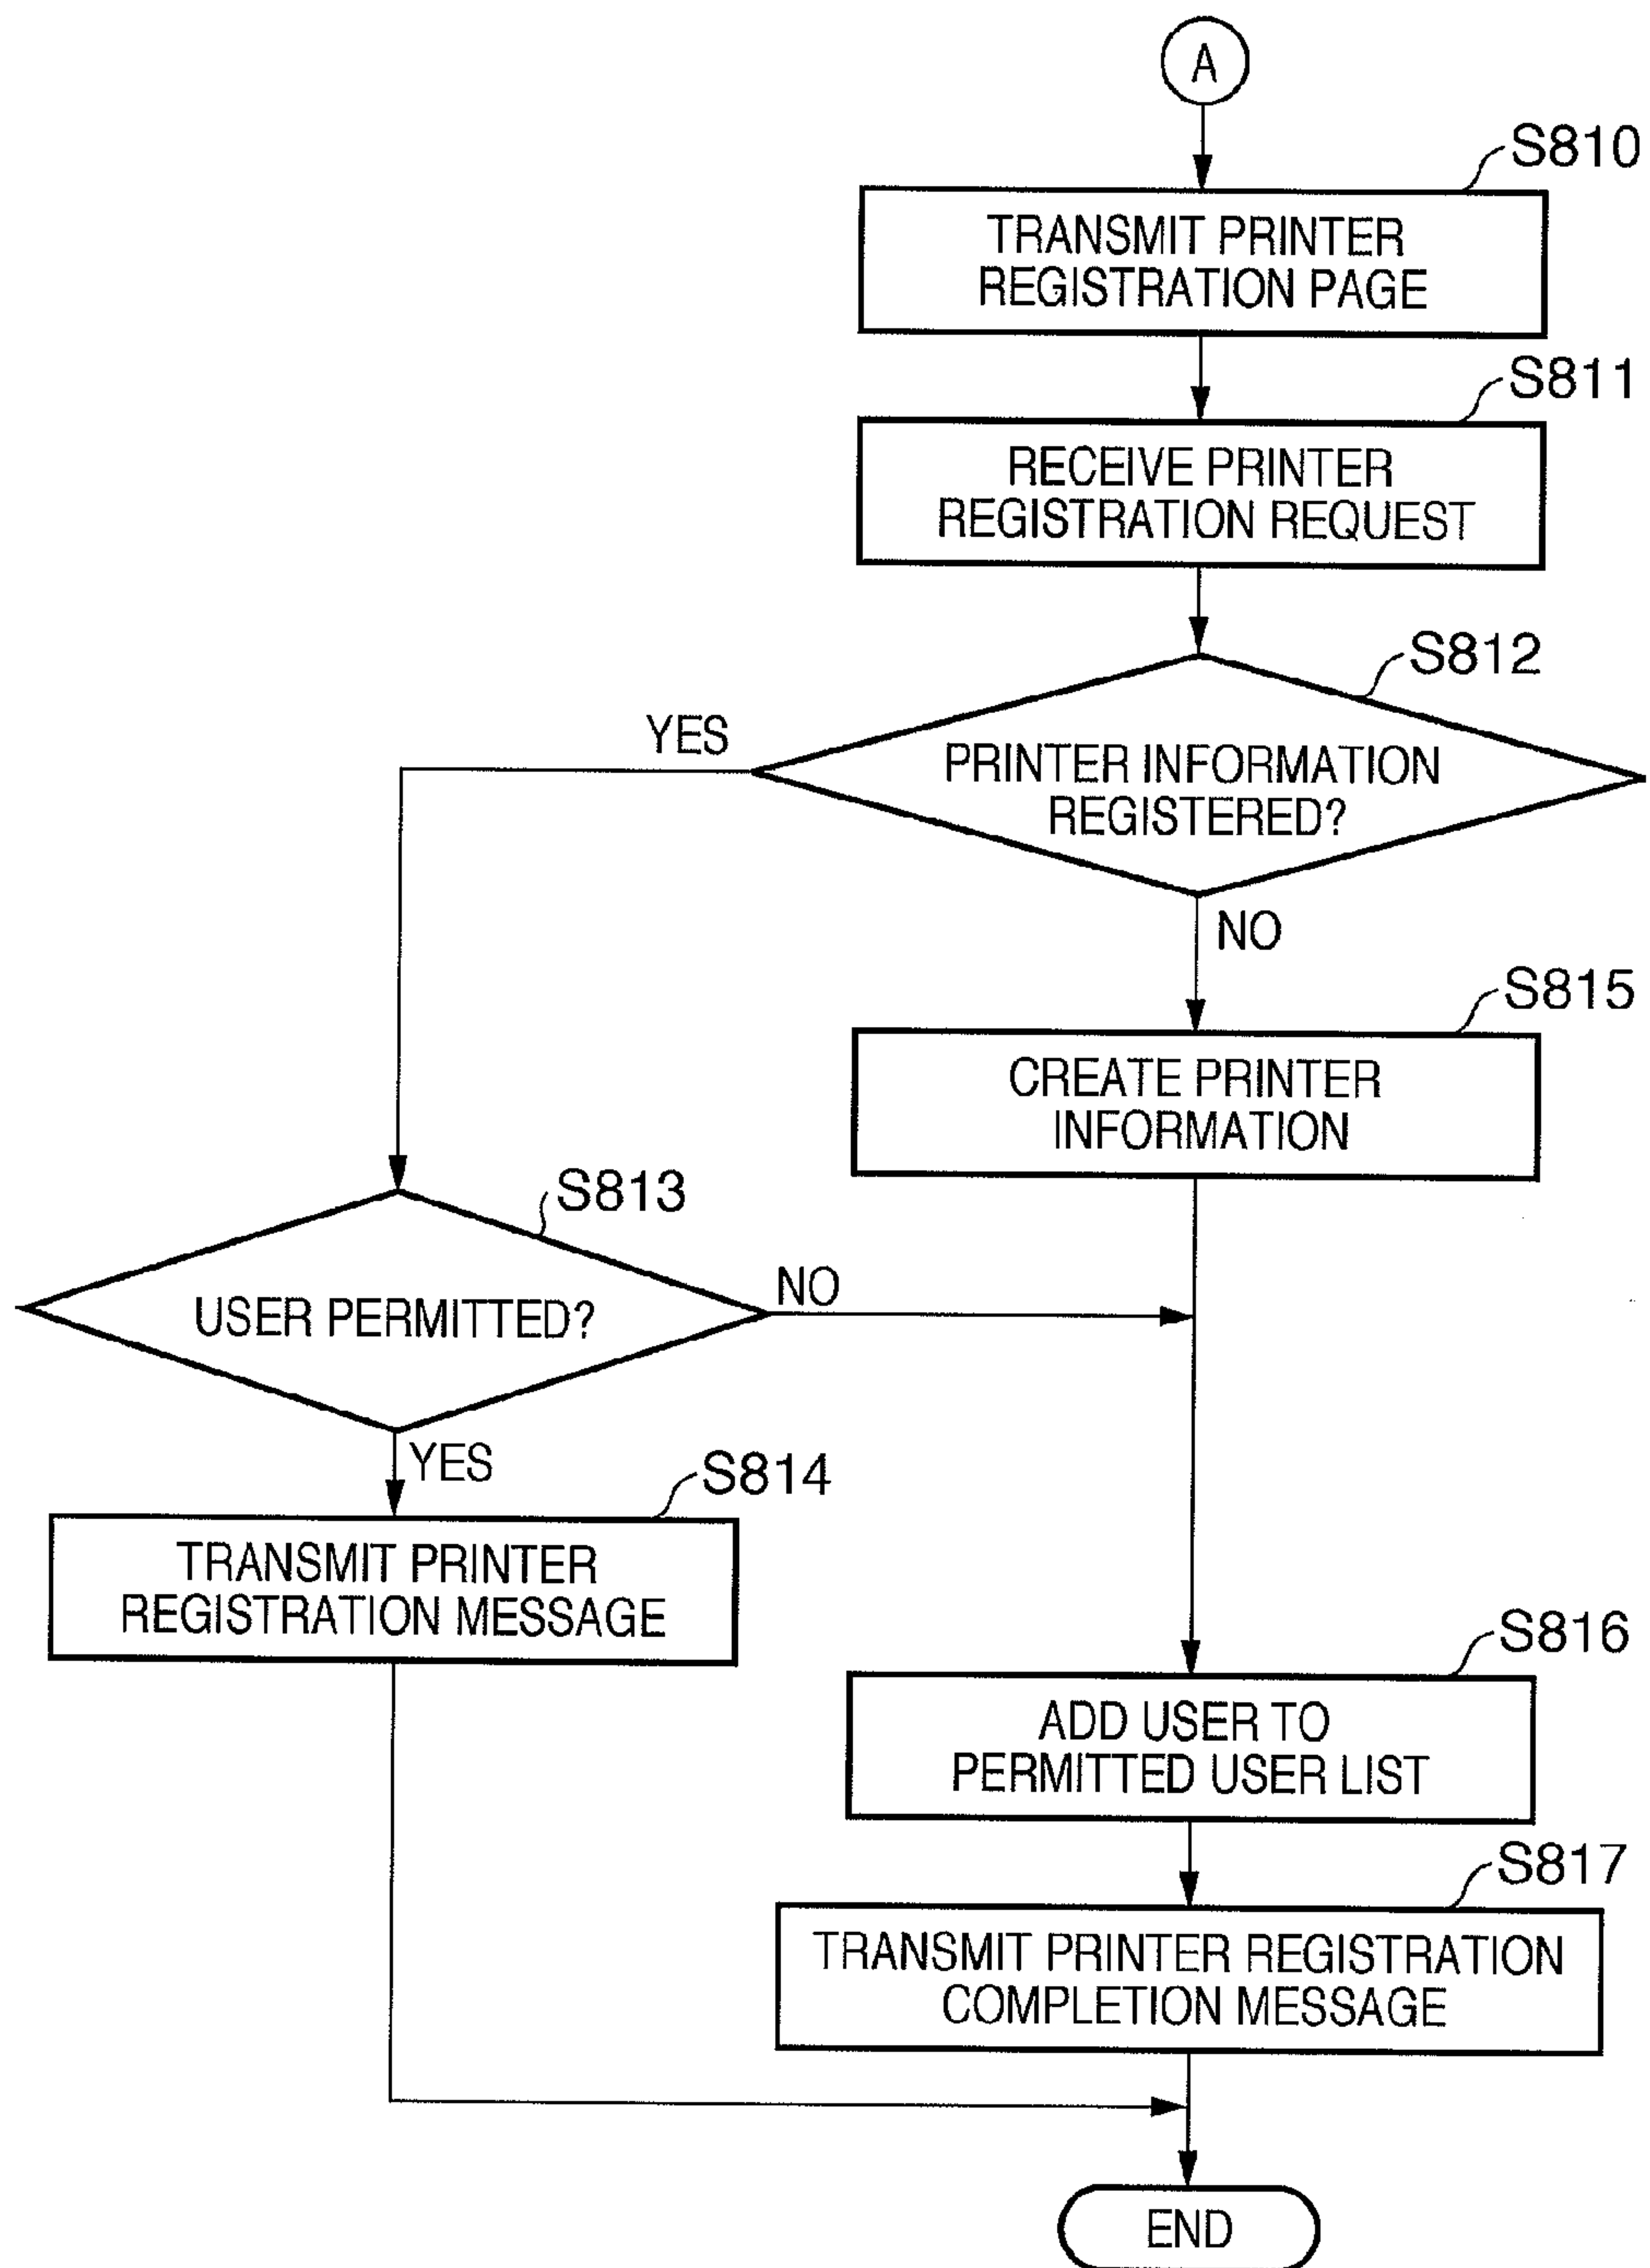 A
S810
TRANSMIT PRINTER
REGISTRATION PAGE
S811
RECEIVE PRINTER
REGISTRATION REQUEST
S812
YES
PRINTER INFORMATION
REGISTERED?
NO
S815
CREATE PRINTER
INFORMATION
S813
NO
USER PERMITTED?
YES
S814
TRANSMIT PRINTER
REGISTRATION MESSAGE
S816
ADD USER TO
PERMITTED USER LIST
S817
TRANSMIT PRINTER REGISTRATION
COMPLETION MESSAGE
END